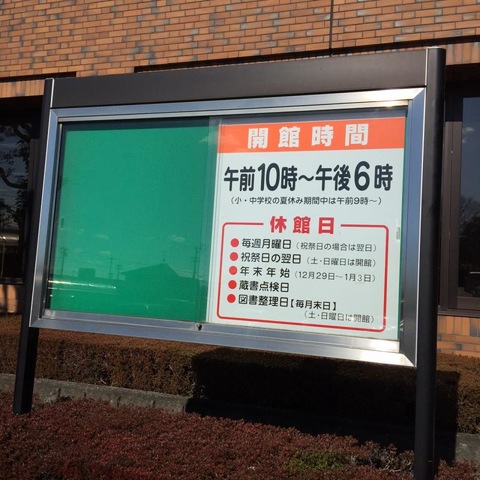 開館時間
午前10時～午後6時
（小・中学校の夏休み期間中は午前9時～）
休館日
●毎週月曜日（祝祭日の場合は翌日）
●祝祭日の翌日（土・日曜日は開館）
●年末年始（12月29日～1月3日）
●蔵書点検日
●図書整理日【毎月末日】
（土・日曜日は開館）